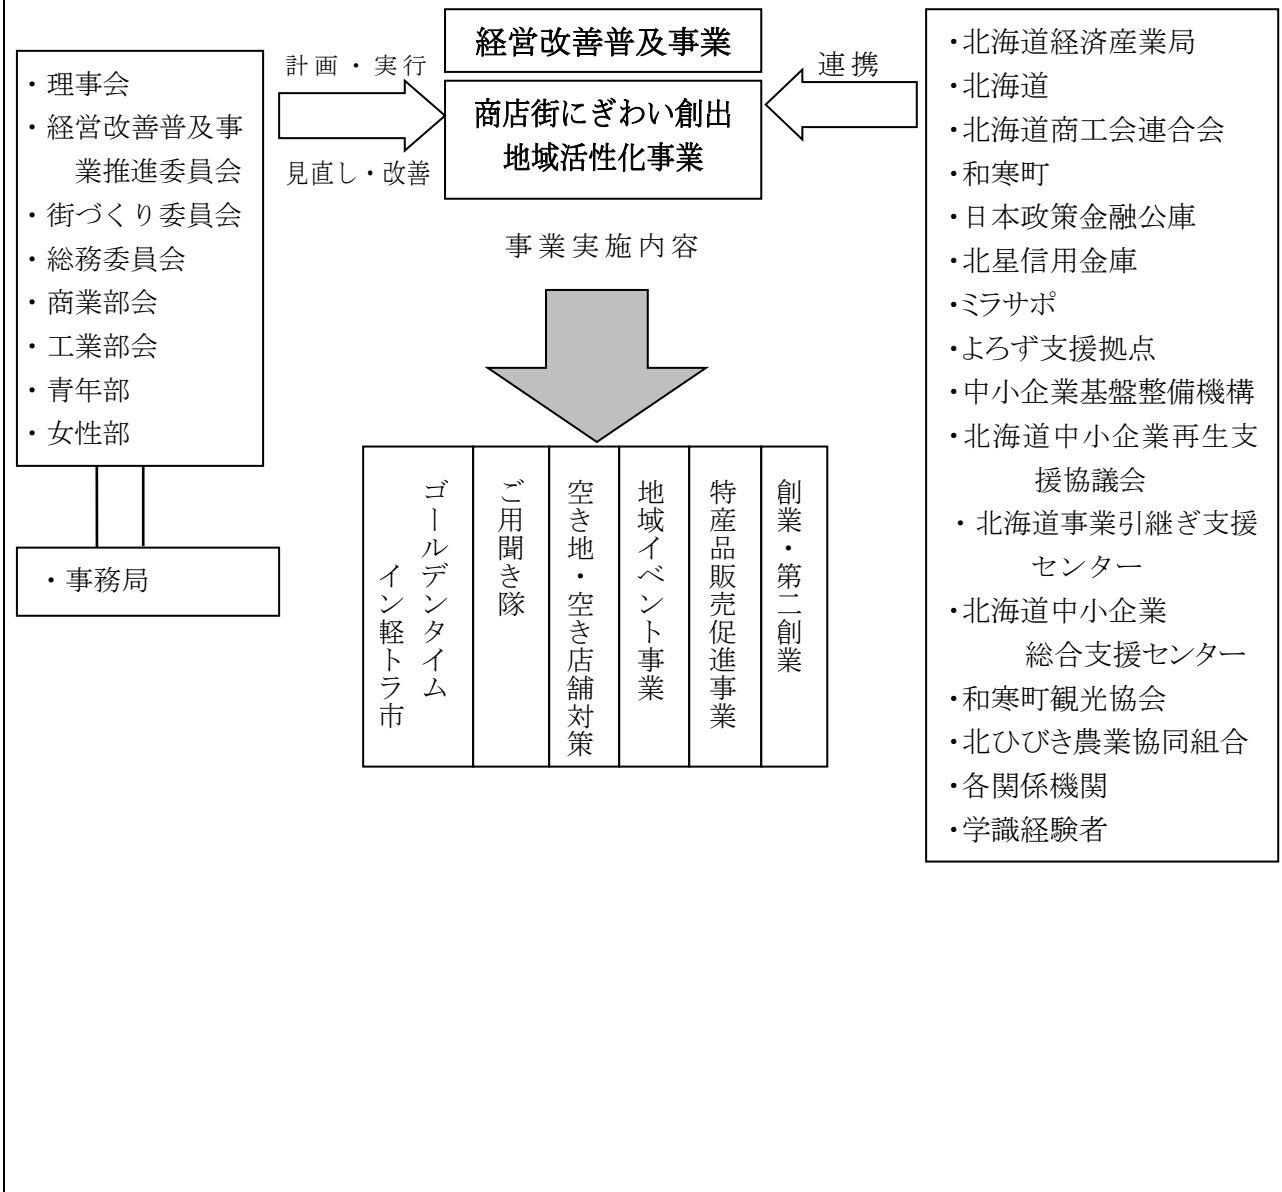 ・理事会
・経営改善普及事
業推進委員会
・街づくり委員会
・総務委員会
・商業部会
・工業部会
・青年部
・女性部
・事務局
計画・実行
見直し・改善
経営改善普及事業
商店街にぎわい創出
地域活性化事業
連携
事業実施内容
ゴールデンタイム
イン軽トラ市
ご用聞き隊
空き地・空き店舗対策
地域イベント事業
特産品販売促進事業
創業・第二創業
・北海道経済産業局
・北海道
・北海道商工会連合会
・和寒町
・日本政策金融公庫
・北星信用金庫
・ミラサポ
・よろず支援拠点
・中小企業基盤整備機構
・北海道中小企業再生支
援協議会
・北海道事業引継ぎ支援
センター
・北海道中小企業
総合支援センター
・和寒町観光協会
・北ひびき農業協同組合
・各関係機関
・学識経験者